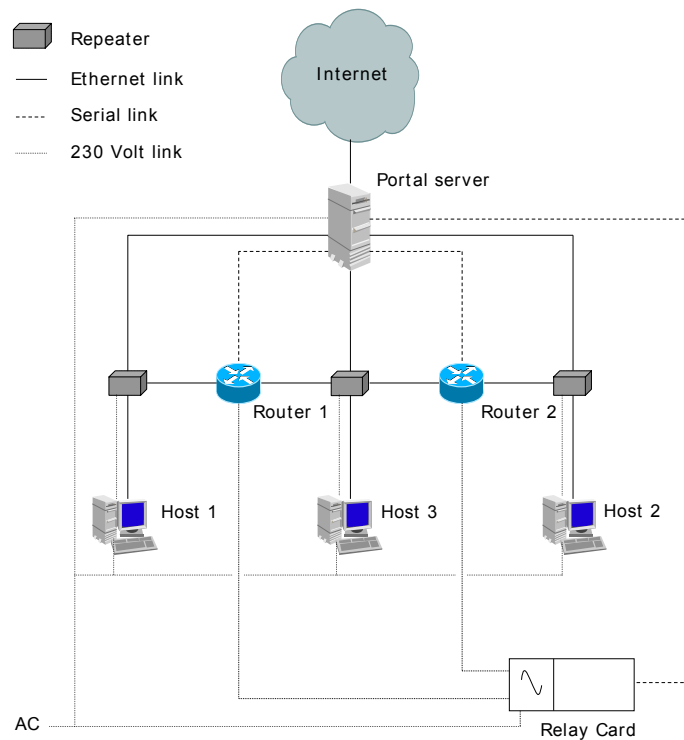 Repeater
Ethernet link
Serial link
230 Volt link
Internet
Portal server
Router 1
Router 2
Host 1
Host 3
Host 2
AC
Relay Card